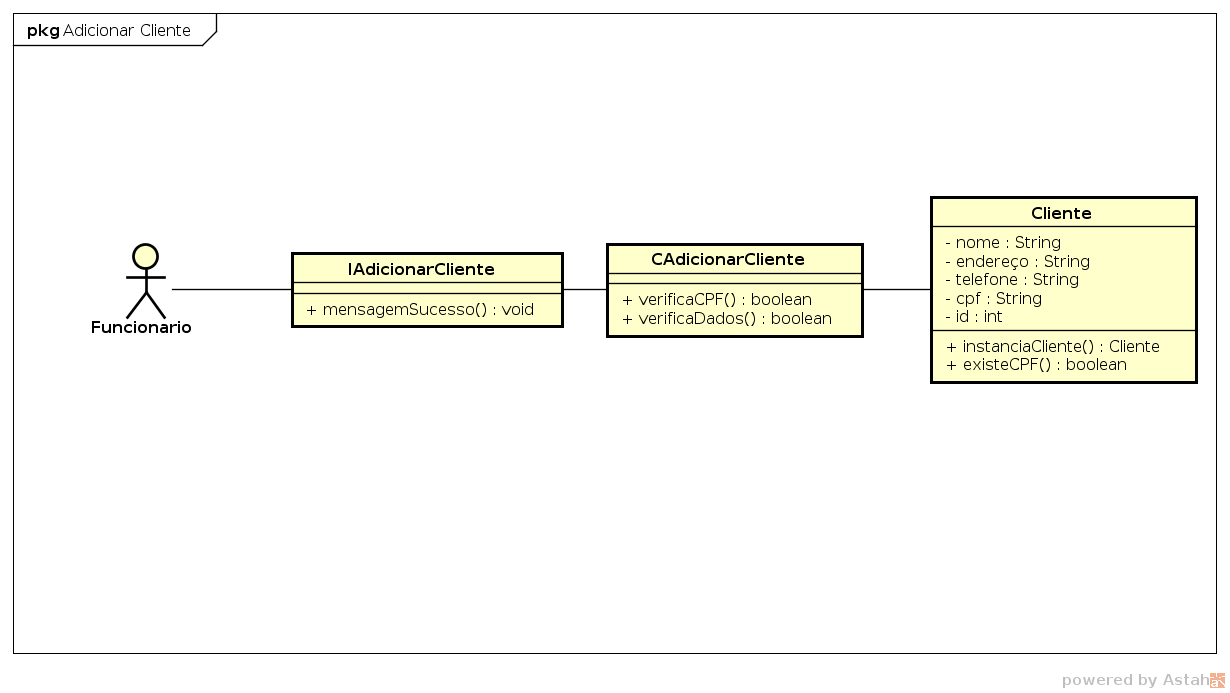 pkg Adicionar Cliente
Funcionario
IAdicionarCliente
+ mensagemSucesso() : void
CAdicionarCliente
+ verificaCPF() : boolean
+ verificaDados() : boolean
Cliente
- nome : String
- endereço : String
- telefone : String
- cpf : String
- id : int
+ instanciaCliente() : Cliente
+ existeCPF() : boolean
powered by Astah